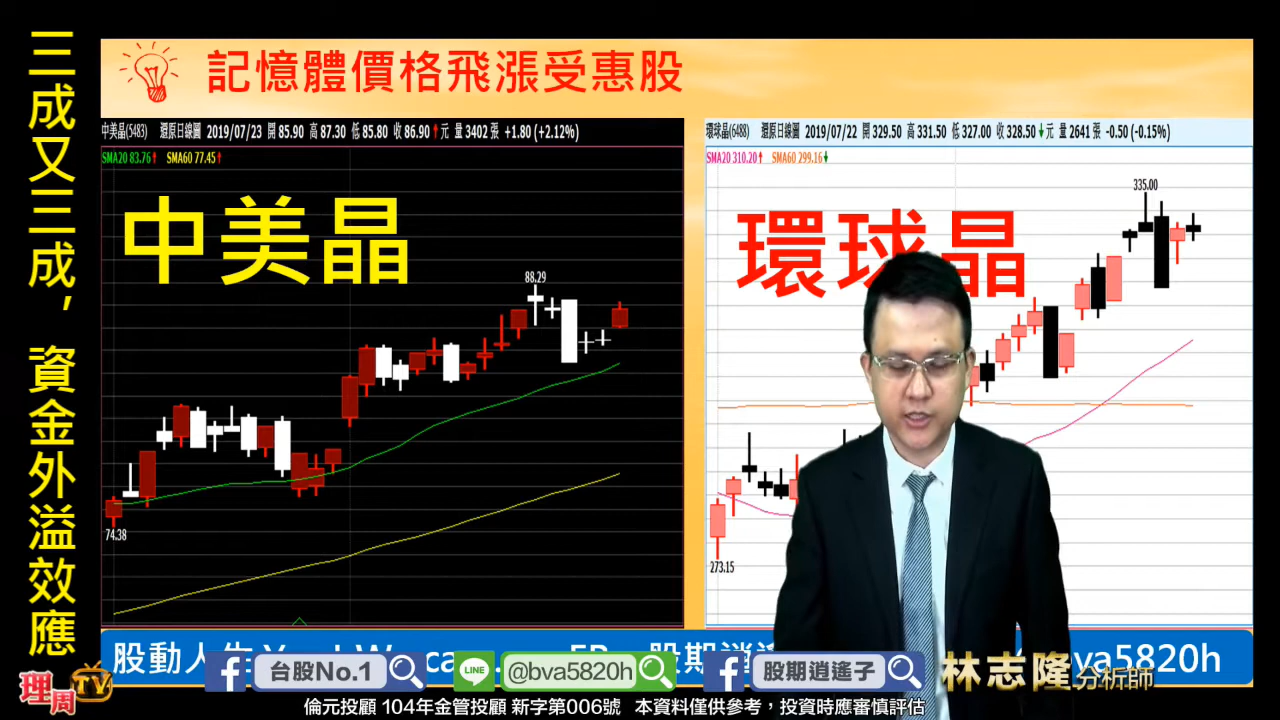 三成又三成，資金外溢效應
記憶體價格飛漲受惠股
中美晶(5483) 還原日線圖 2019/07/23 開 85.90 高 87.30 低 85.80 收 86.90↑元 量 3402 張 +1.80 (+2.12%)
SMA20 83.76↑ SMA60 77.45↑
中美晶
88.29
74.38
環球晶(6488) 還原日線圖 2019/07/22 開 329.50 高 331.50 低 327.00 收 328.50↓元 量 2641 張 -0.50 (-0.15%)
SMA20 310.20↑ SMA60 299.16↓
環球晶
335.00
273.15
股動人生
va5820h
台股No.1
LINE
@bva5820h
股期逍遙子
林志隆分析師
理周TV
倫元投顧 104年金管投顧 新字第006號 本資料僅供參考，投資時應審慎評估